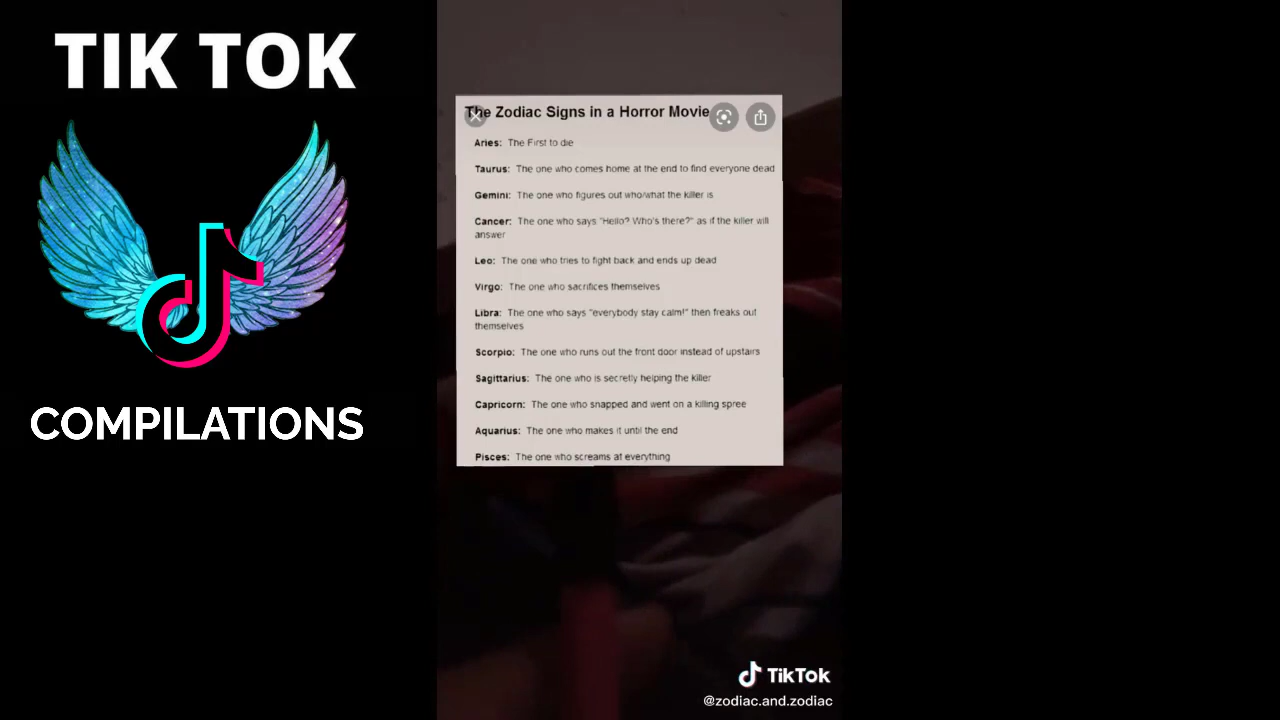 TIK TOK
COMPILATIONS
The Zodiac Signs in a Horror Movie
Aries: The First to die
Taurus: The one who comes home at the end to find everyone dead
Gemini: The one who figures out who/what the killer is
Cancer: The one who says "Hello? Who's there?" as if the killer will
answer
Leo: The one who tries to fight back and ends up dead
Virgo: The one who sacrifices themselves
Libra: The one who says "everybody stay calm!" then freaks out
themselves
Scorpio: The one who runs out the front door instead of upstairs
Sagittarius: The one who is secretly helping the killer
Capricorn: The one who snapped and went on a killing spree
Aquarius: The one who makes it until the end
Pisces: The one who screams at everything
TikTok
@zodiac.and.zodiac